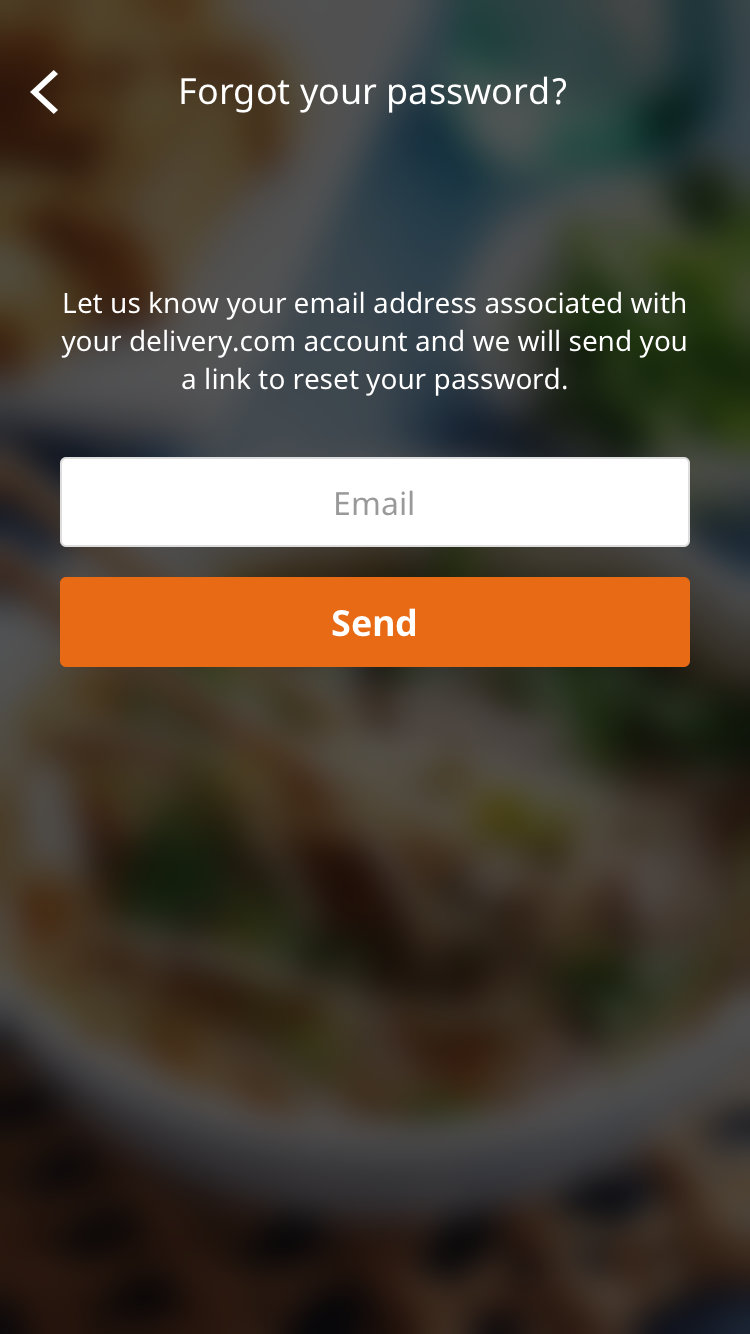 Forgot your password?
Let us know your email address associated with
your delivery.com account and we will send you
a link to reset your password.
Email
Send